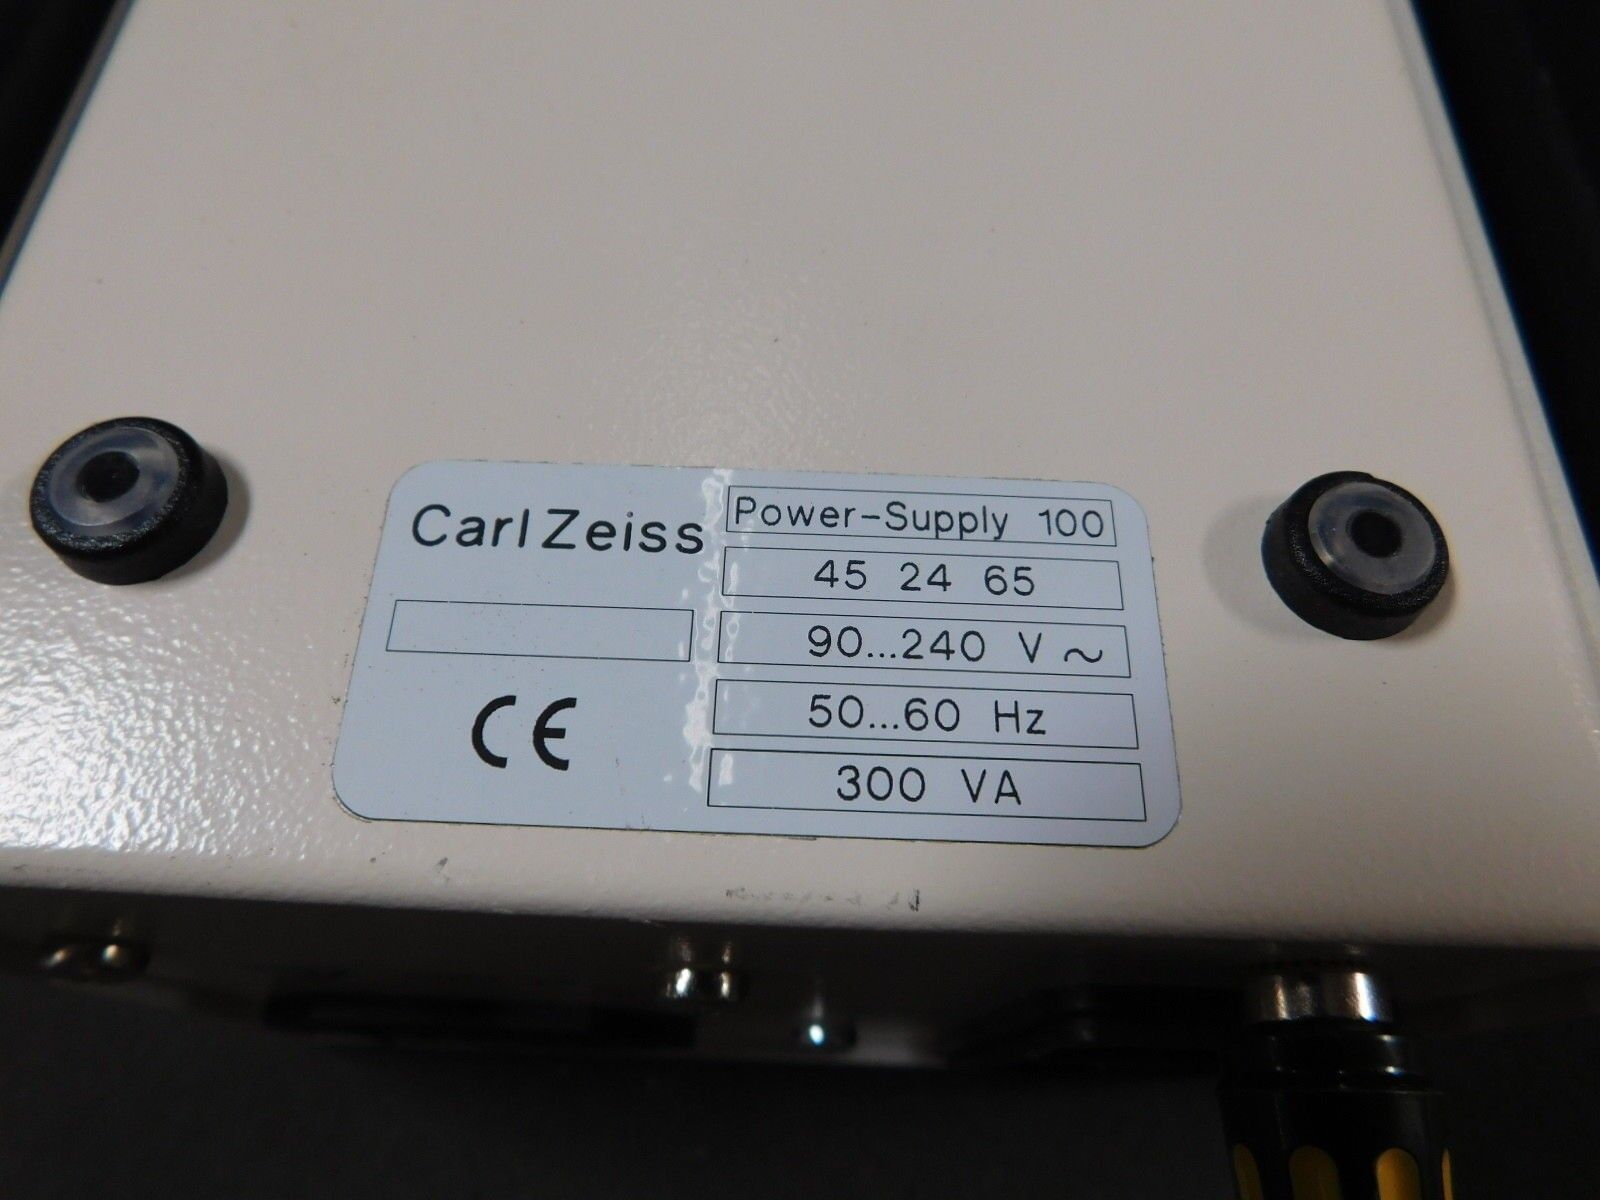 Carl Zeiss
CE
Power-Supply 100
45 24 65
90...240 V ~
50...60 Hz
300 VA